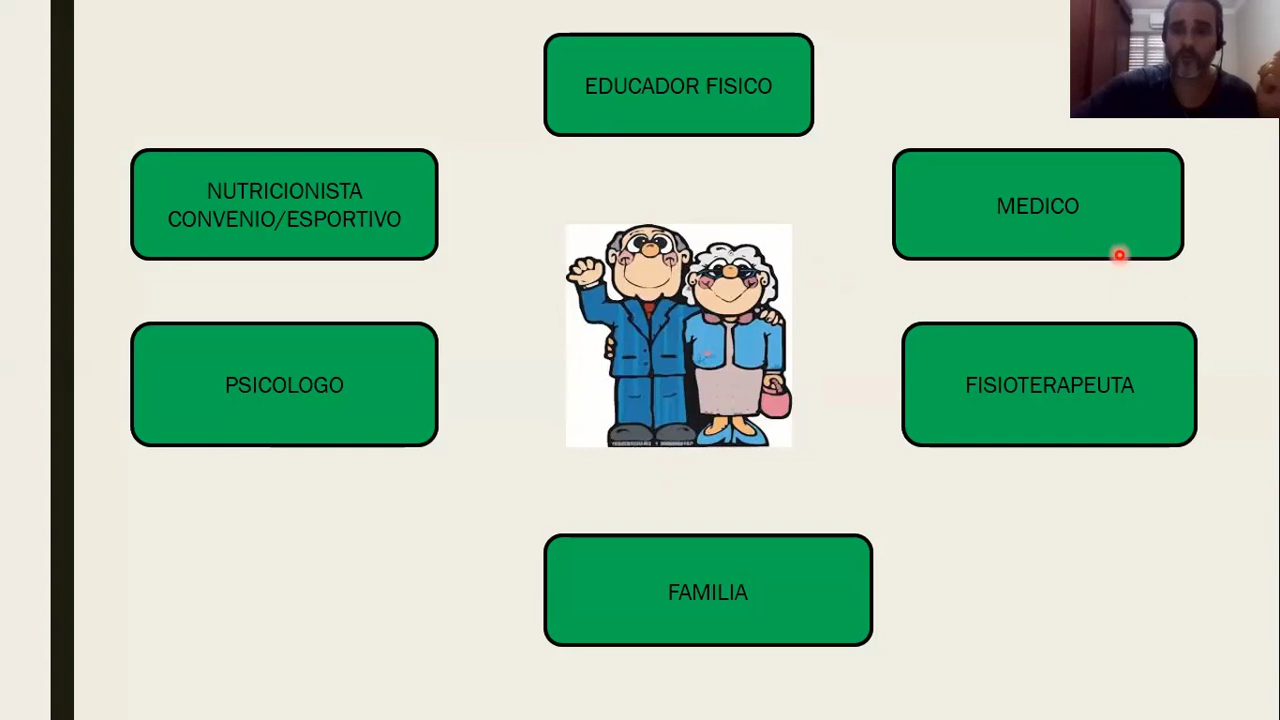 EDUCADOR FISICO
NUTRICIONISTA
CONVENIO/ESPORTIVO
MEDICO
PSICOLOGO
FISIOTERAPEUTA
FAMILIA